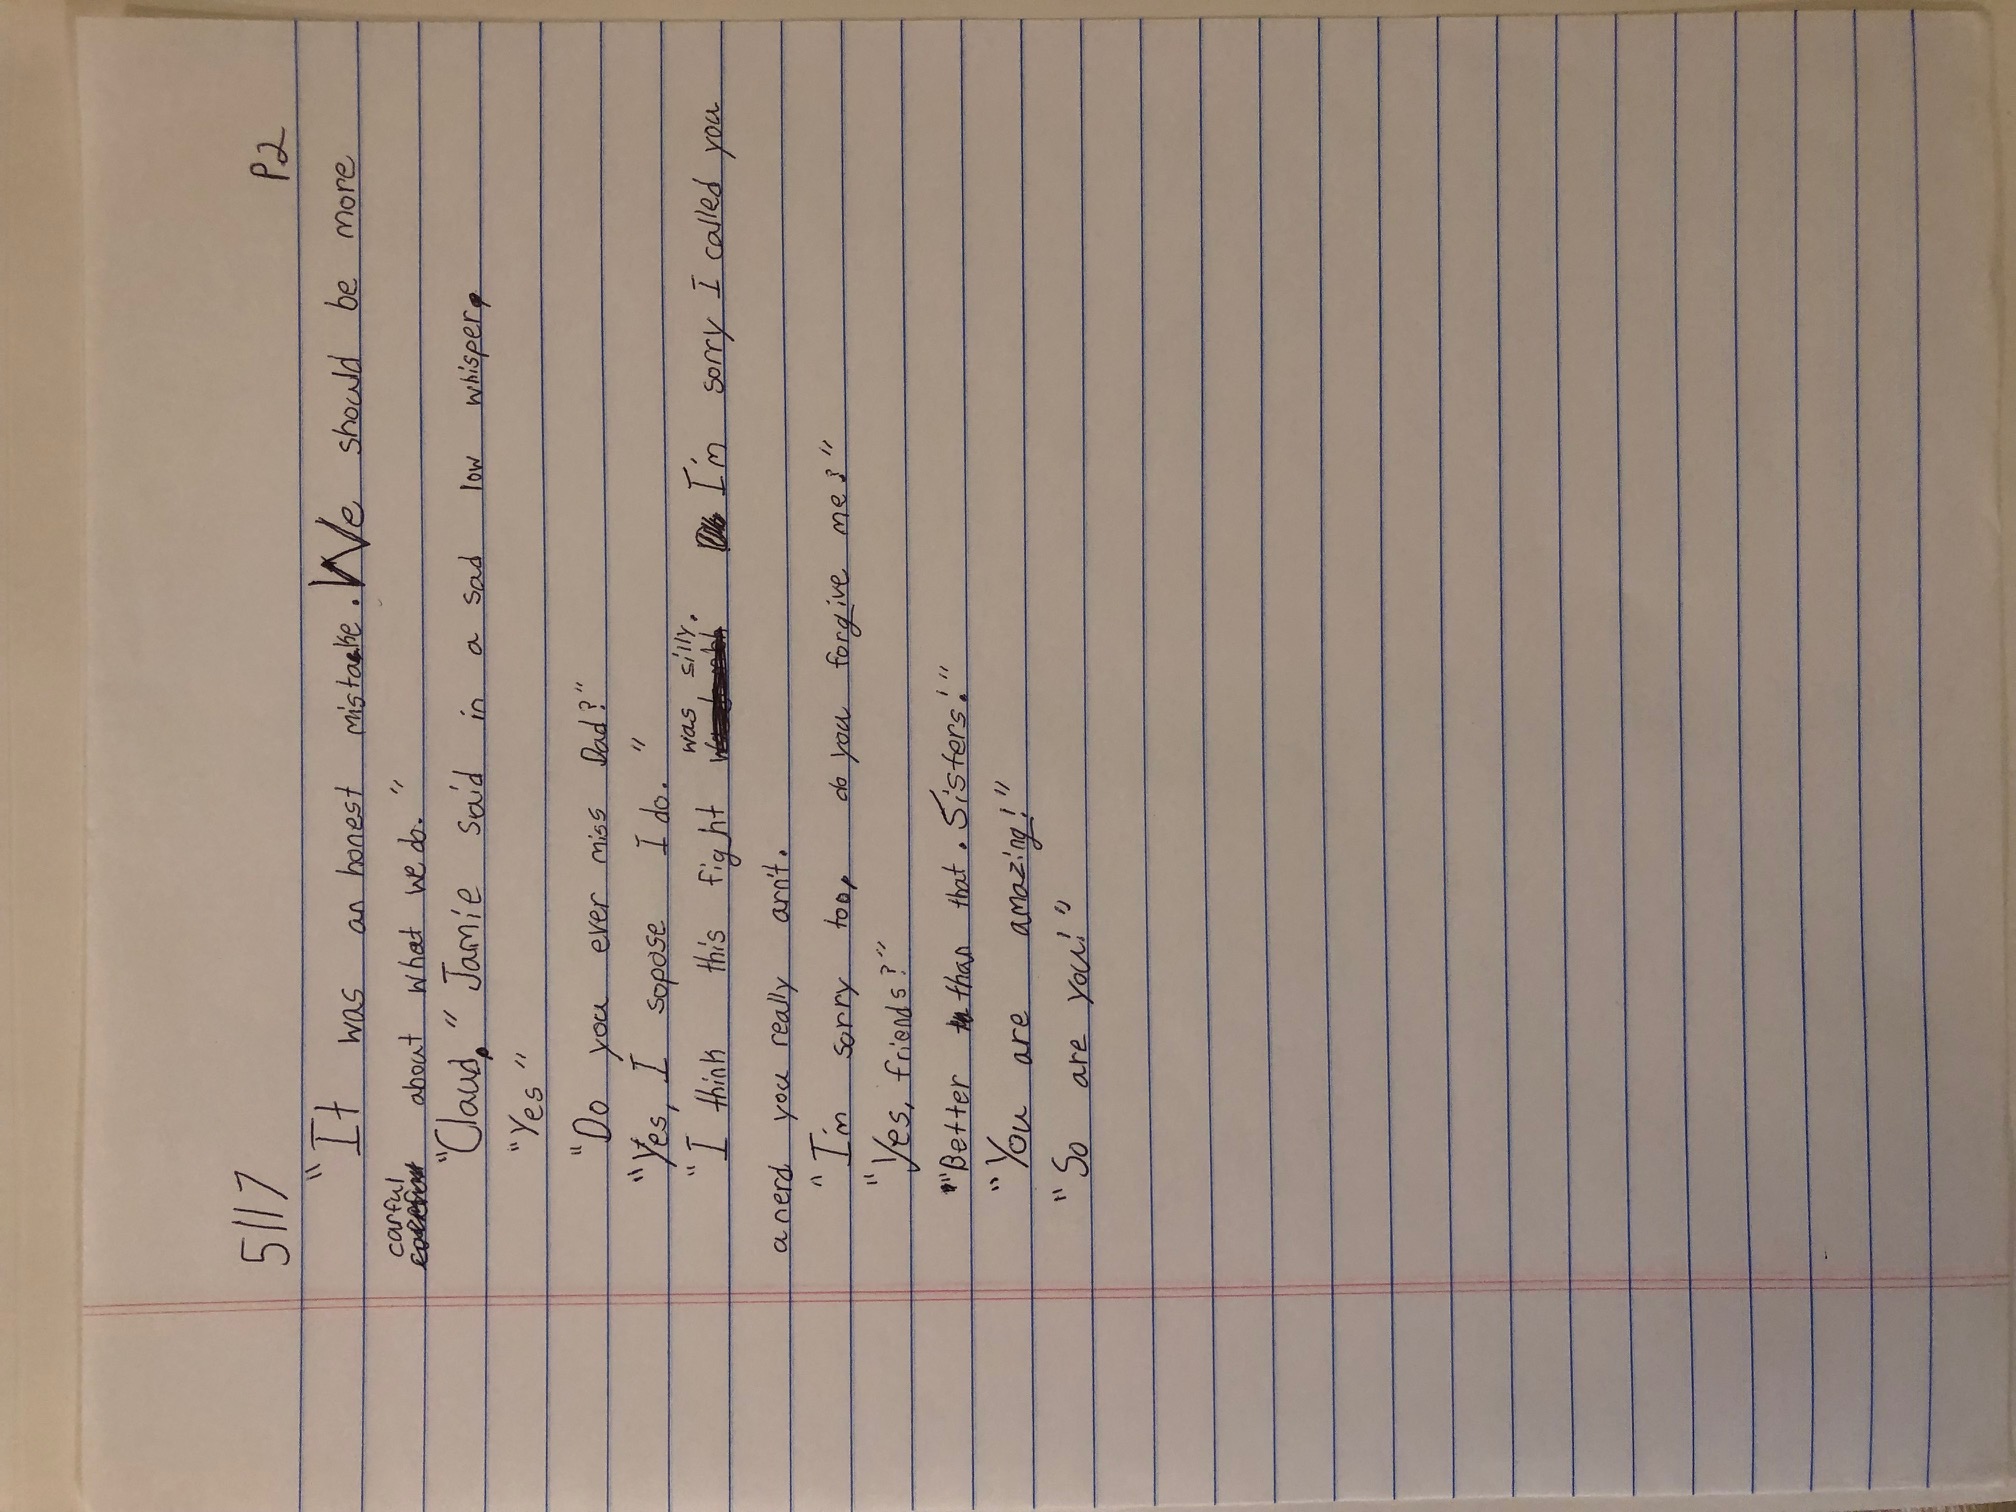 5117
P2
"It was an honest mistake. We should be more
carful about what we do."
"Claud," Jamie said in a sad low whisper,
"Yes"
"Do you ever miss Dad?"
"Yes, I sopose I do."
"I think this fight was silly. I'm sorry I called you
a nerd you really arn't.
"I'm sorry too, do you forgive me?"
"Yes, friends?"
"Better than that. Sisters!"
"You are amazing!"
"So are you!"